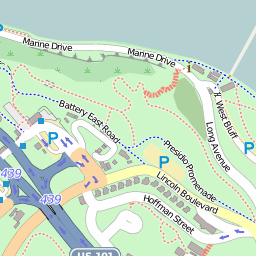 Marine Drive
Marine Drive
W. West Bluff
Battery East Road
Long Avenue
P
P
P
Presidio Promenade
439
Lincoln Boulevard
439
Hoffman Street
US 101